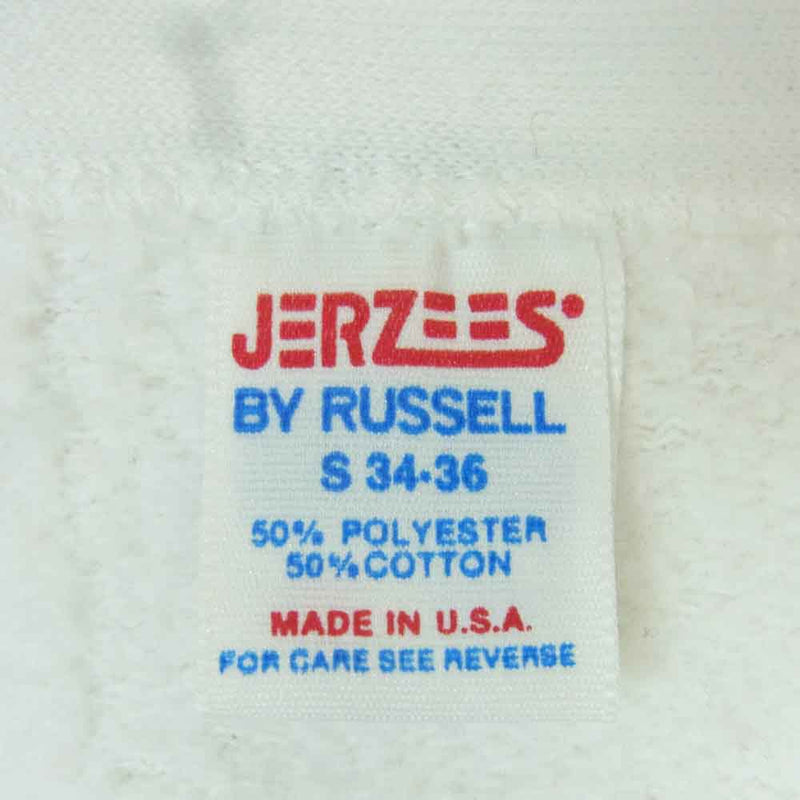 JERZEES
BY RUSSELL
S 34-36
50% POLYESTER
50% COTTON
MADE IN U.S.A.
FOR CARE SEE REVERSE